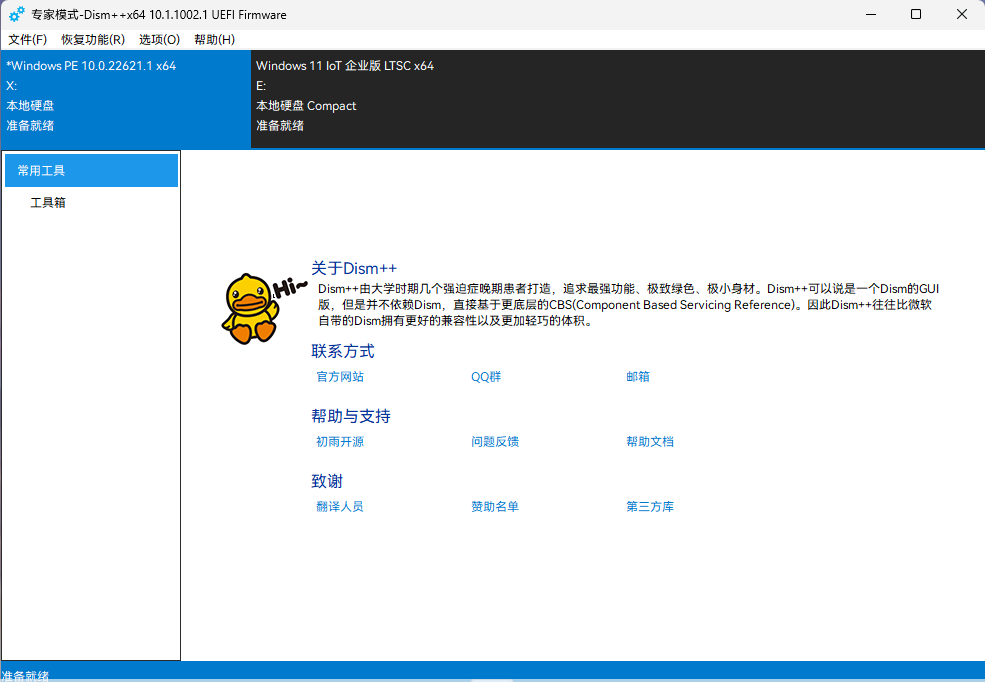 专家模式-Dism++x64 10.1.1002.1 UEFI Firmware
文件(F) 恢复功能(R) 选项(O) 帮助(H)
*Windows PE 10.0.22621.1 x64
X:
本地硬盘
准备就绪
Windows 11 IoT 企业版 LTSC x64
E:
本地硬盘 Compact
准备就绪
常用工具
工具箱
Hi~
关于Dism++
Dism++由大学时期几个强迫症晚期患者打造，追求最强功能、极致绿色、极小身材。Dism++可以说是一个Dism的GUI
版，但是并不依赖Dism，直接基于更底层的CBS(Component Based Servicing Reference)。因此Dism++往往比微软
自带的Dism拥有更好的兼容性以及更加轻巧的体积。
联系方式
官方网站 QQ群 邮箱
帮助与支持
初雨开源 问题反馈 帮助文档
致谢
翻译人员 赞助名单 第三方库
准备就绪